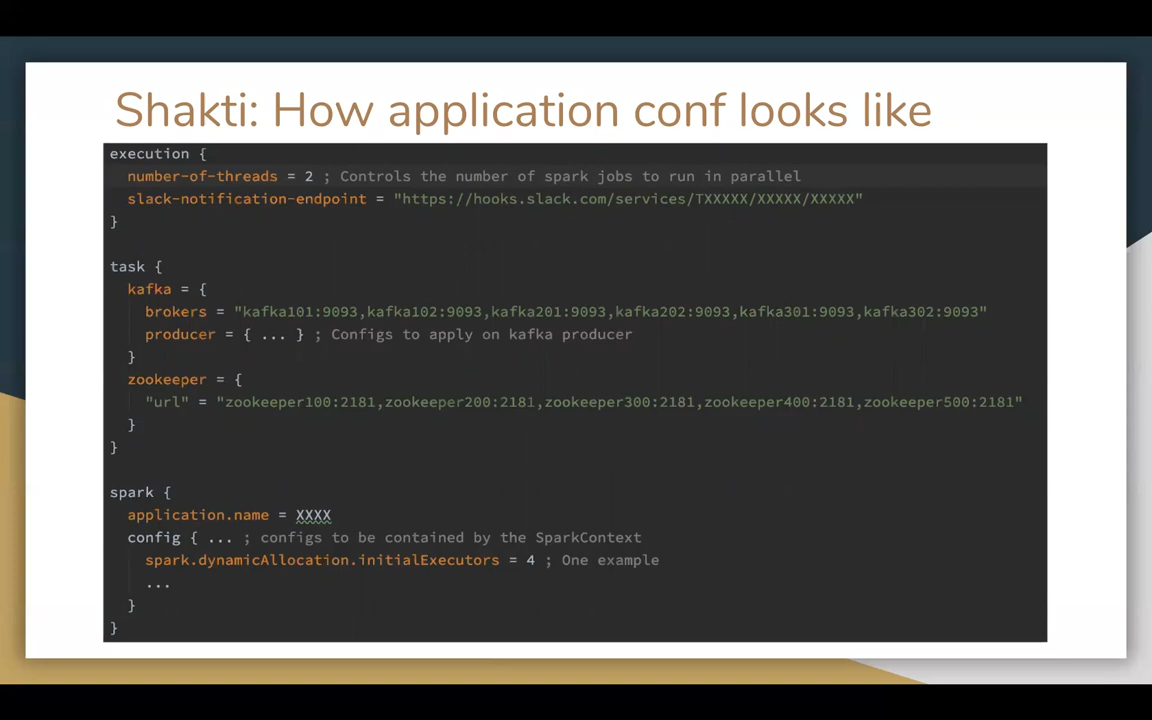 Shakti: How application conf looks like
execution {
number-of-threads = 2 ; Controls the number of spark jobs to run in parallel
slack-notification-endpoint = "https://hooks.slack.com/services/TXXXXX/XXXXX/XXXXX"
}
task {
kafka = {
brokers = "kafka101:9093,kafka102:9093,kafka201:9093,kafka202:9093,kafka301:9093,kafka302:9093"
producer = { ... } ; Configs to apply on kafka producer
}
zookeeper = {
"url" = "zookeeper100:2181,zookeeper200:2181,zookeeper300:2181,zookeeper400:2181,zookeeper500:2181"
}
}
spark {
application.name = XXXX
config { ... ; configs to be contained by the SparkContext
spark.dynamicAllocation.initialExecutors = 4 ; One example
...
}
}